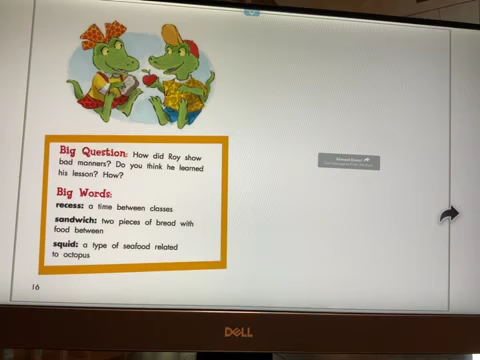 Big Question: How did Roy show
bad manners? Do you think he learned
his lesson? How?
Big Words:
recess: a time between classes
sandwich: two pieces of bread with
food between
squid: a type of seafood related
to octopus
16
DELL